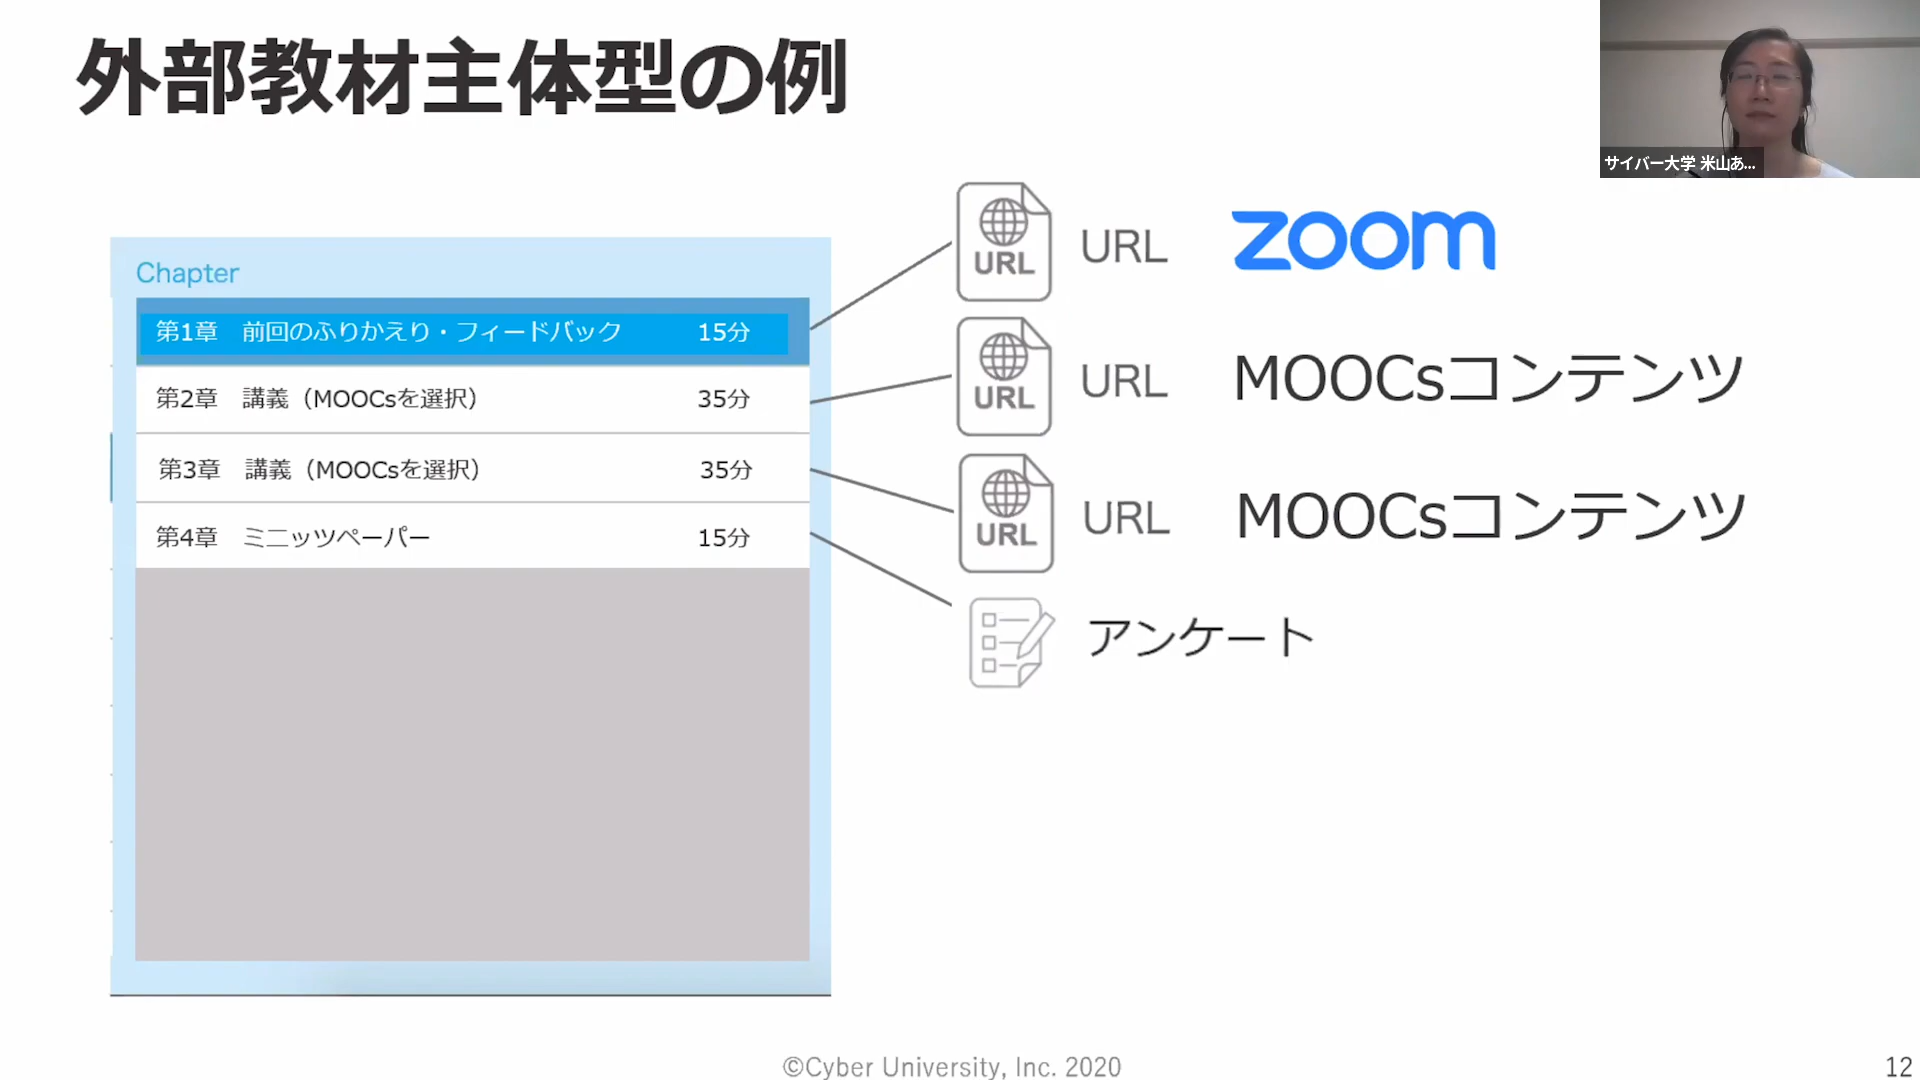 外部教材主体型の例
サイバー大学 米山あ...
Chapter
第1章 前回のふりかえり・フィードバック 15分
第2章 講義（MOOCsを選択） 35分
第3章 講義（MOOCsを選択） 35分
第4章 ミニッツペーパー 15分
URL URL zoom
URL URL MOOCsコンテンツ
URL URL MOOCsコンテンツ
アンケート
©Cyber University, Inc. 2020
12